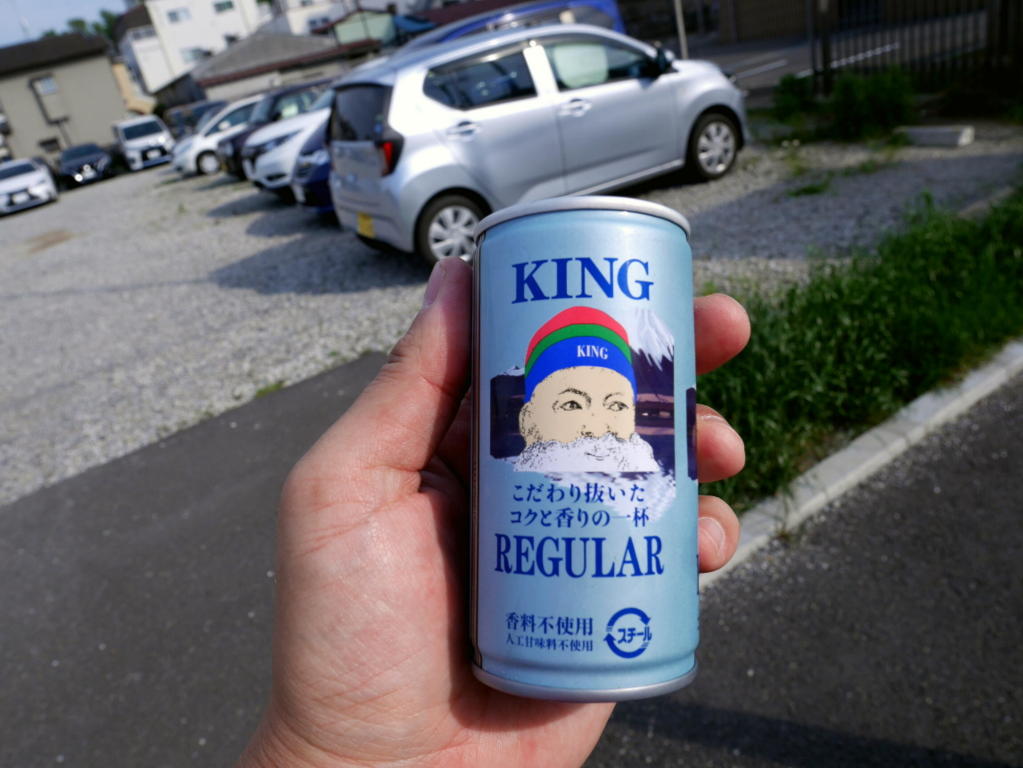 KING
KING
こだわり抜いた
コクと香りの一杯
REGULAR
香料不使用
人工甘味料不使用
スチール